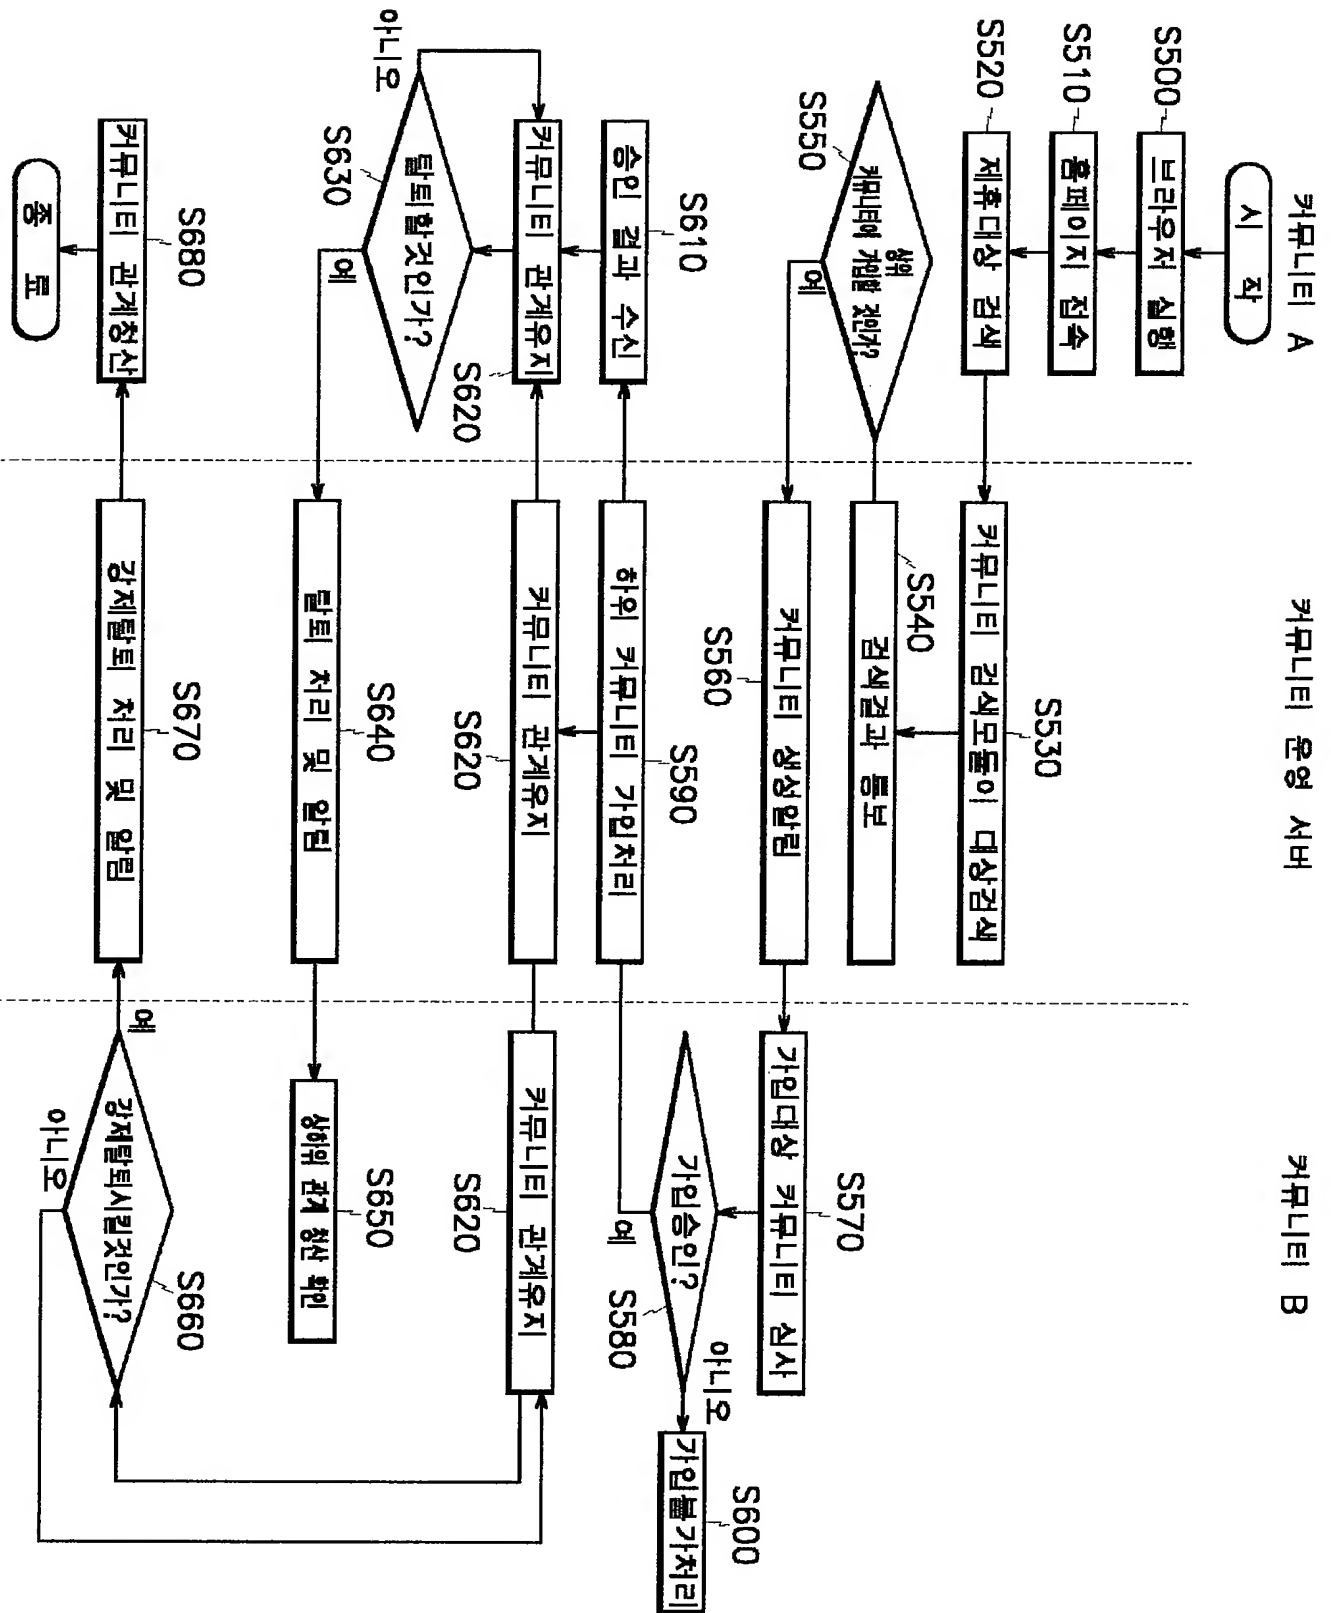 커뮤니티 A
커뮤니티 운영 서버
커뮤니티 B
시 작
S500
브라우저 실행
S510
홈페이지 접속
S520
제휴대상 검색
S530
커뮤니티 검색모듈이 대상검색
S540
검색결과 통보
S550
상위
커뮤니티에 가입할 것인가?
예
S560
커뮤니티 생성알림
S570
가입대상 커뮤니티 심사
가입승인?
S580
예
아니오
S600
가입불가처리
S590
하위 커뮤니티 가입처리
S610
승인 결과 수신
커뮤니티 관계유지
S620
S620
커뮤니티 관계유지
S620
커뮤니티 관계유지
아니오
탈퇴할것인가?
S630
예
S640
탈퇴 처리 및 알림
S650
상하위 관계 청산 확인
강제탈퇴시킬것인가?
S660
예
아니오
S670
강제탈퇴 처리 및 알림
S680
커뮤니티 관계청산
종 료